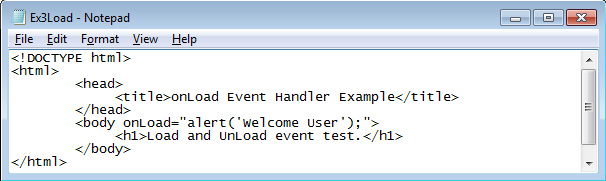 Ex3Load - Notepad
File Edit Format View Help
<!DOCTYPE html>
<html>
<head>
<title>onLoad Event Handler Example</title>
</head>
<body onLoad="alert('Welcome User');">
<h1>Load and UnLoad event test.</h1>
</body>
</html>